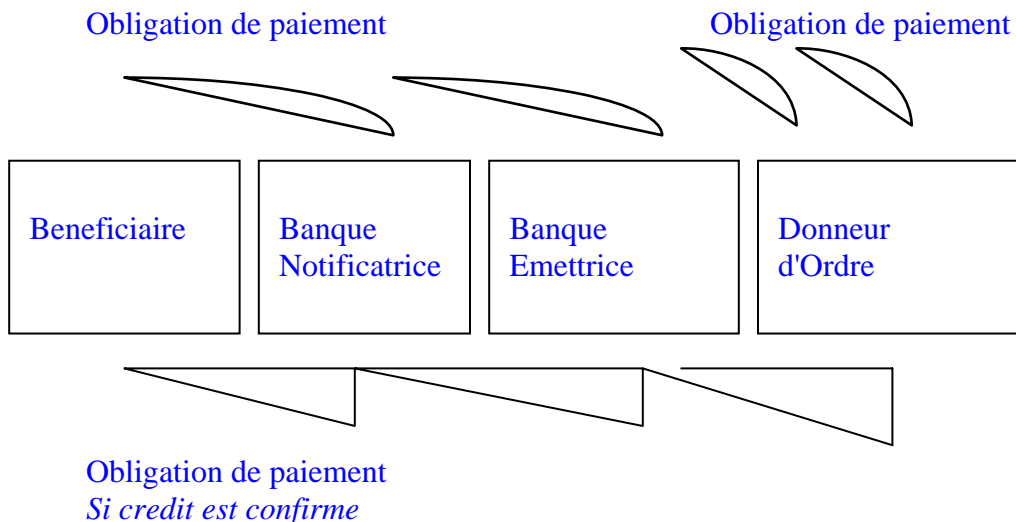 Obligation de paiement
Obligation de paiement
Beneficiaire
Banque
Notificatrice
Banque
Emettrice
Donneur
d'Ordre
Obligation de paiement
Si credit est confirme